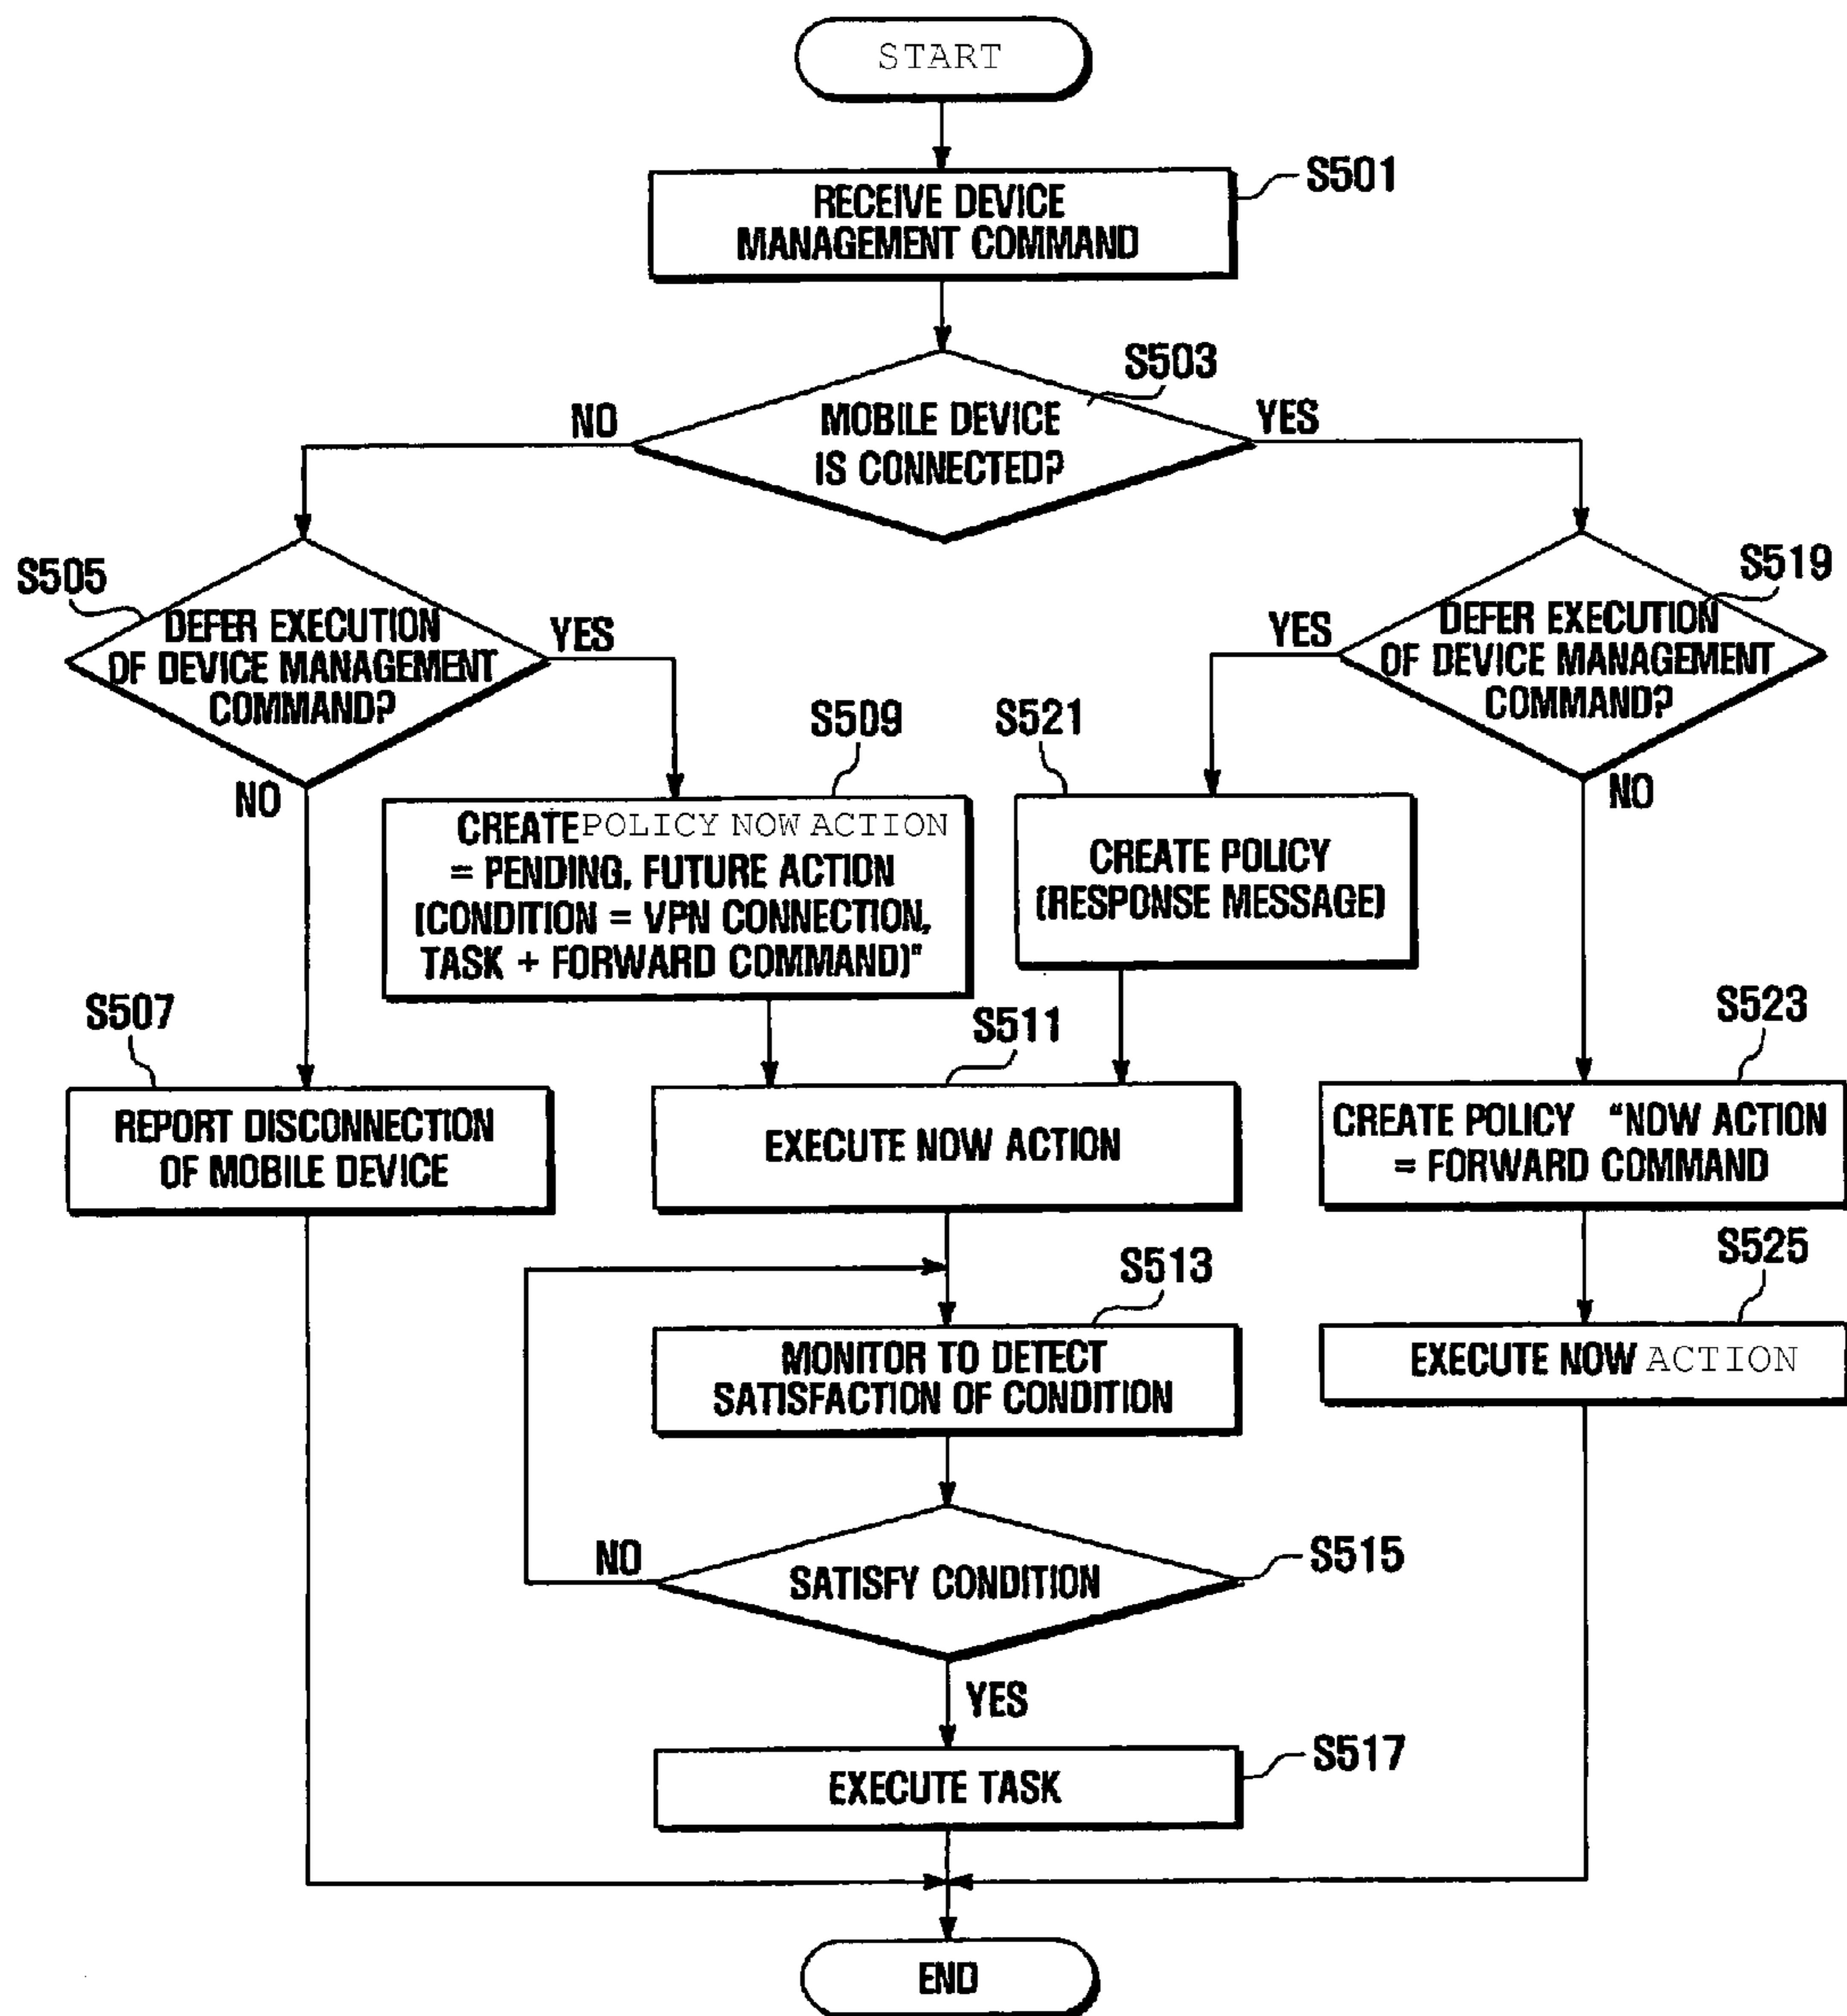 START
S501
RECEIVE DEVICE
MANAGEMENT COMMAND
S503
NO
MOBILE DEVICE
IS CONNECTED?
YES
S505
DEFER EXECUTION
OF DEVICE MANAGEMENT
COMMAND?
YES
NO
S519
YES
DEFER EXECUTION
OF DEVICE MANAGEMENT
COMMAND?
NO
S509
CREATE POLICY NOW ACTION
= PENDING, FUTURE ACTION
(CONDITION = VPN CONNECTION,
TASK + FORWARD COMMAND)"
S521
CREATE POLICY
(RESPONSE MESSAGE)
S507
REPORT DISCONNECTION
OF MOBILE DEVICE
S511
EXECUTE NOW ACTION
S523
CREATE POLICY "NOW ACTION
= FORWARD COMMAND
S513
MONITOR TO DETECT
SATISFACTION OF CONDITION
S525
EXECUTE NOW ACTION
NO
SATISFY CONDITION
S515
YES
S517
EXECUTE TASK
END